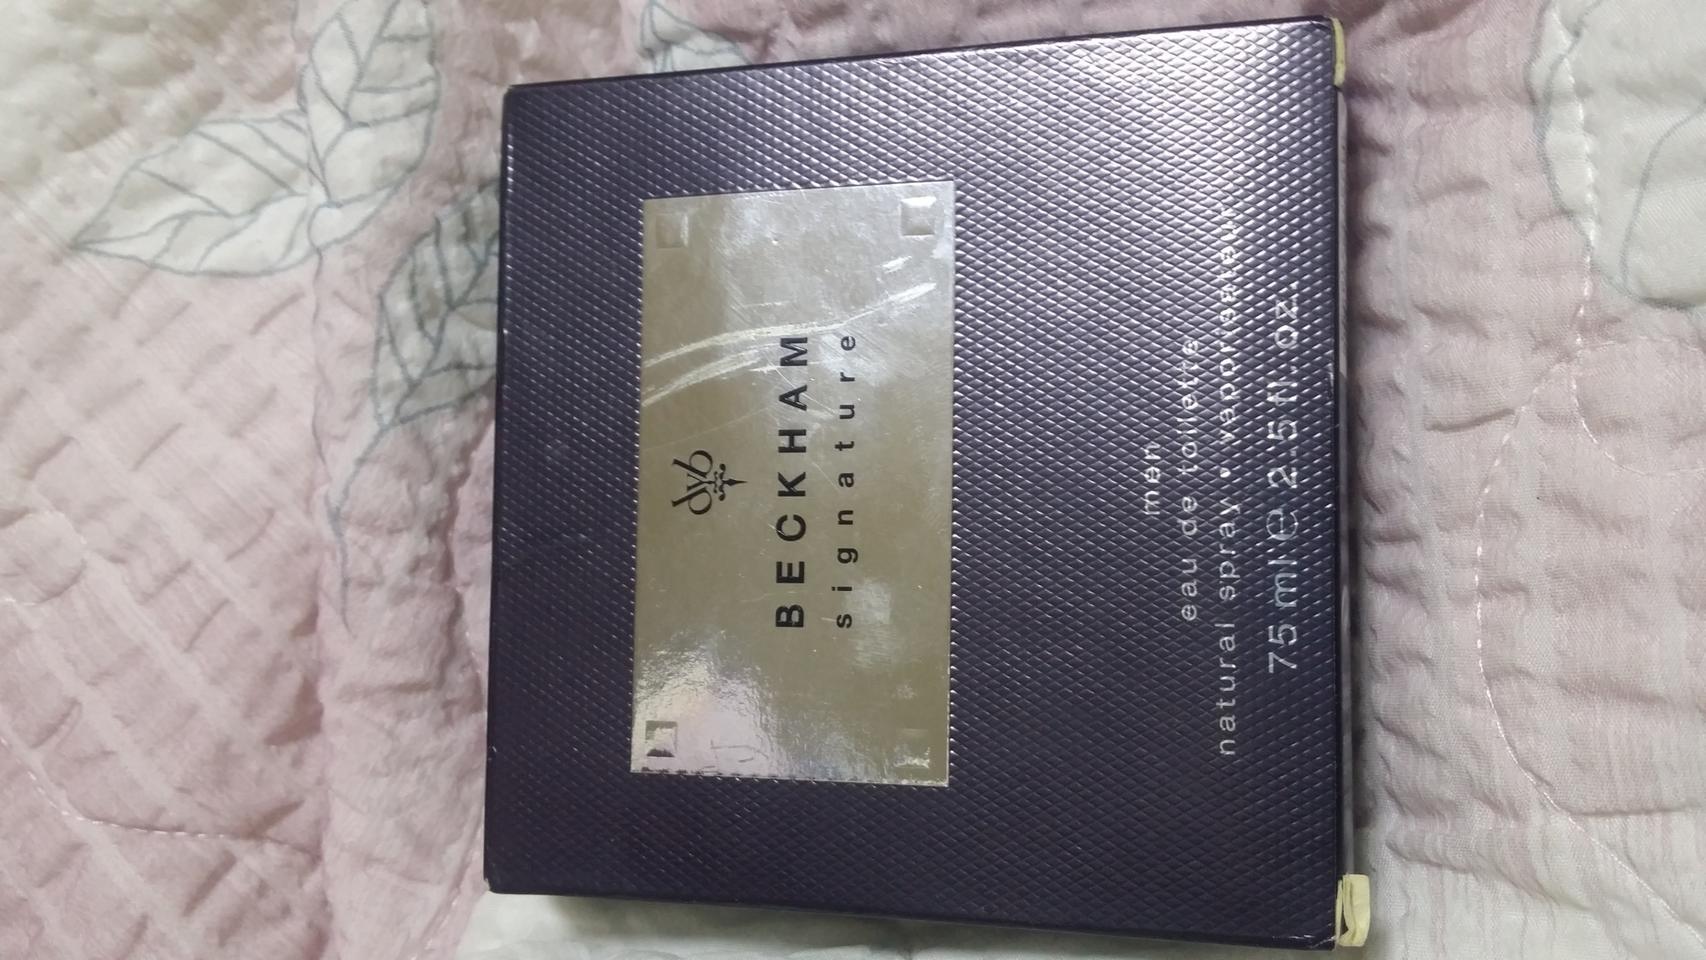 dvb
BECKHAM
signature
men
eau de toilette
natural spray • vaporisateur
75 ml ℮ 2.5 fl. oz.